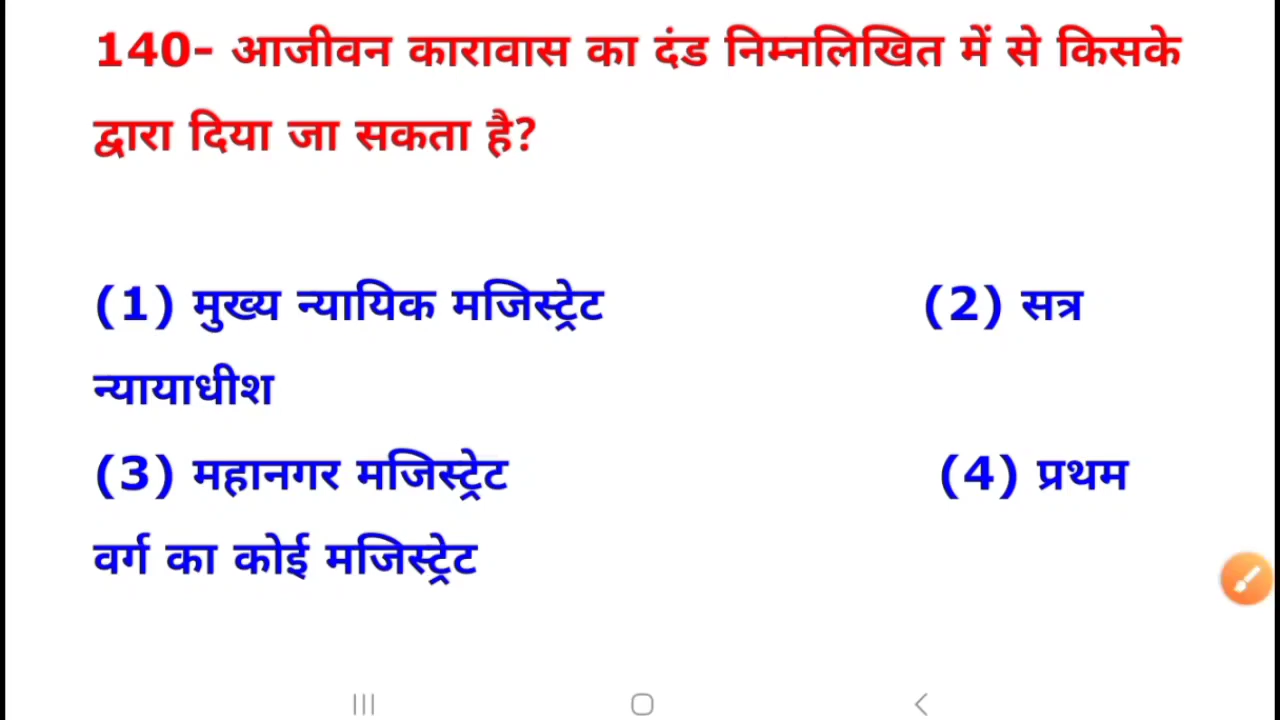 140- आजीवन कारावास का दंड निम्नलिखित में से किसके
द्वारा दिया जा सकता है?
(1) मुख्य न्यायिक मजिस्ट्रेट (2) सत्र
न्यायाधीश
(3) महानगर मजिस्ट्रेट (4) प्रथम
वर्ग का कोई मजिस्ट्रेट